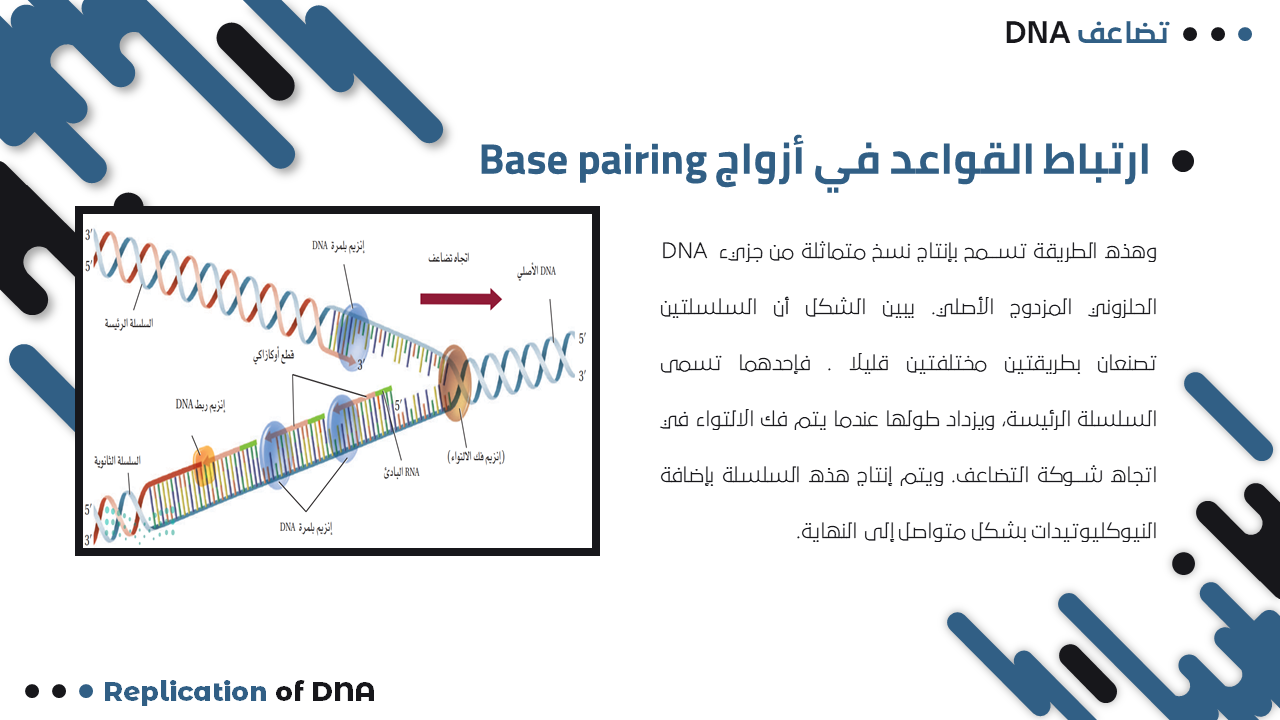 تضاعف DNA
ارتباط القواعد في أزواج Base pairing
وهذه الطريقة تسمح بإنتاج نسخ متماثلة من جزيء DNA
الحلزوني المزدوج الأصلي. يبين الشكل أن السلسلتين
تصنعان بطريقتين مختلفتين قليلا . فإحدهما تسمى
السلسلة الرئيسة، ويزداد طولها عندما يتم فك الالتواء في
اتجاه شوكة التضاعف. ويتم إنتاج هذه السلسلة بإضافة
النيوكليوتيدات بشكل متواصل إلى النهاية.
3′
5′
السلسلة الرئيسة
إنزيم بلمرة DNA
اتجاه تضاعف
DNA الأصلي
5′
3′
قطع أوكازاكي
3′
إنزيم ربط DNA
5′
(إنزيم فك الالتواء)
RNA البادئ
السلسلة الثانوية
5′
3′
إنزيم بلمرة DNA
Replication of DNA